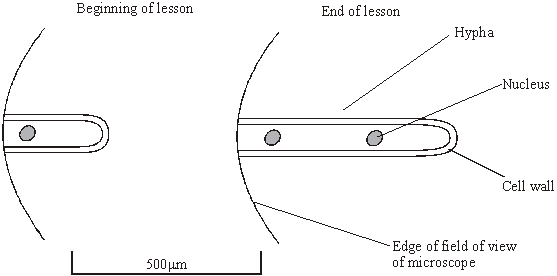 Beginning of lesson
End of lesson
Hypha
Nucleus
Cell wall
Edge of field of view
of microscope
500µm